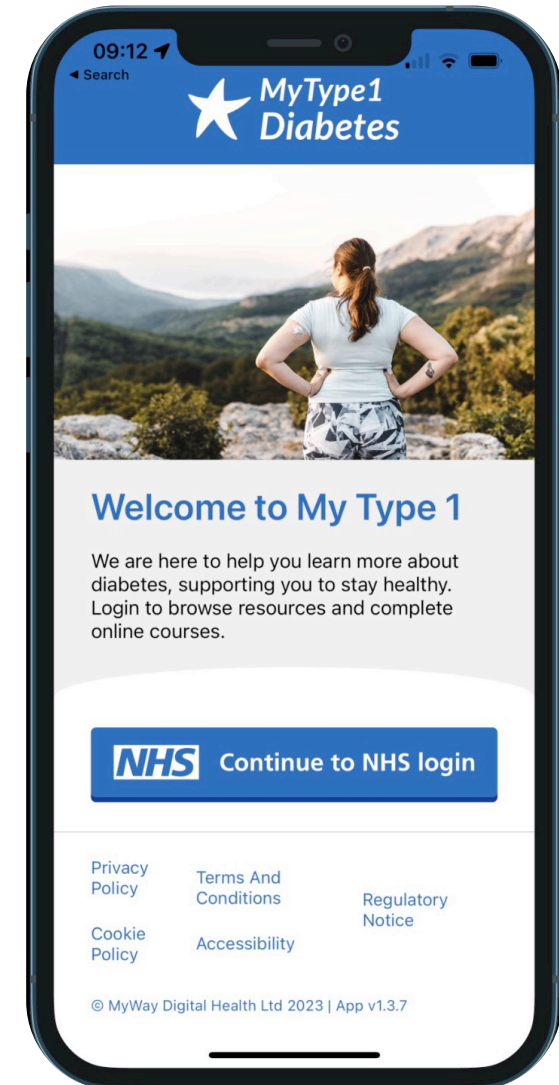 09:12
Search
MyType1
Diabetes
Welcome to My Type 1
We are here to help you learn more about
diabetes, supporting you to stay healthy.
Login to browse resources and complete
online courses.
NHS Continue to NHS login
Privacy
Policy
Terms And
Conditions
Regulatory
Notice
Cookie
Policy
Accessibility
© MyWay Digital Health Ltd 2023 | App v1.3.7